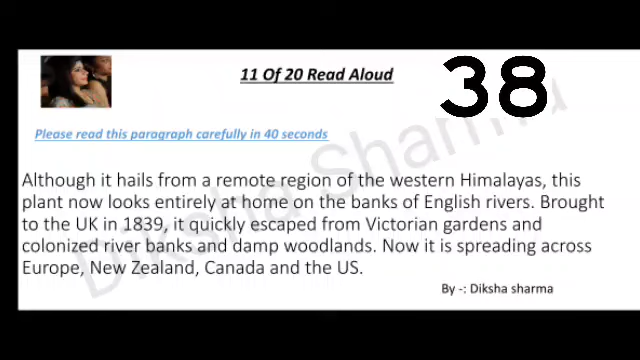 11 Of 20 Read Aloud
38
Please read this paragraph carefully in 40 seconds
Although it hails from a remote region of the western Himalayas, this
plant now looks entirely at home on the banks of English rivers. Brought
to the UK in 1839, it quickly escaped from Victorian gardens and
colonized river banks and damp woodlands. Now it is spreading across
Europe, New Zealand, Canada and the US.
By -: Diksha sharma
Diksha Sharma